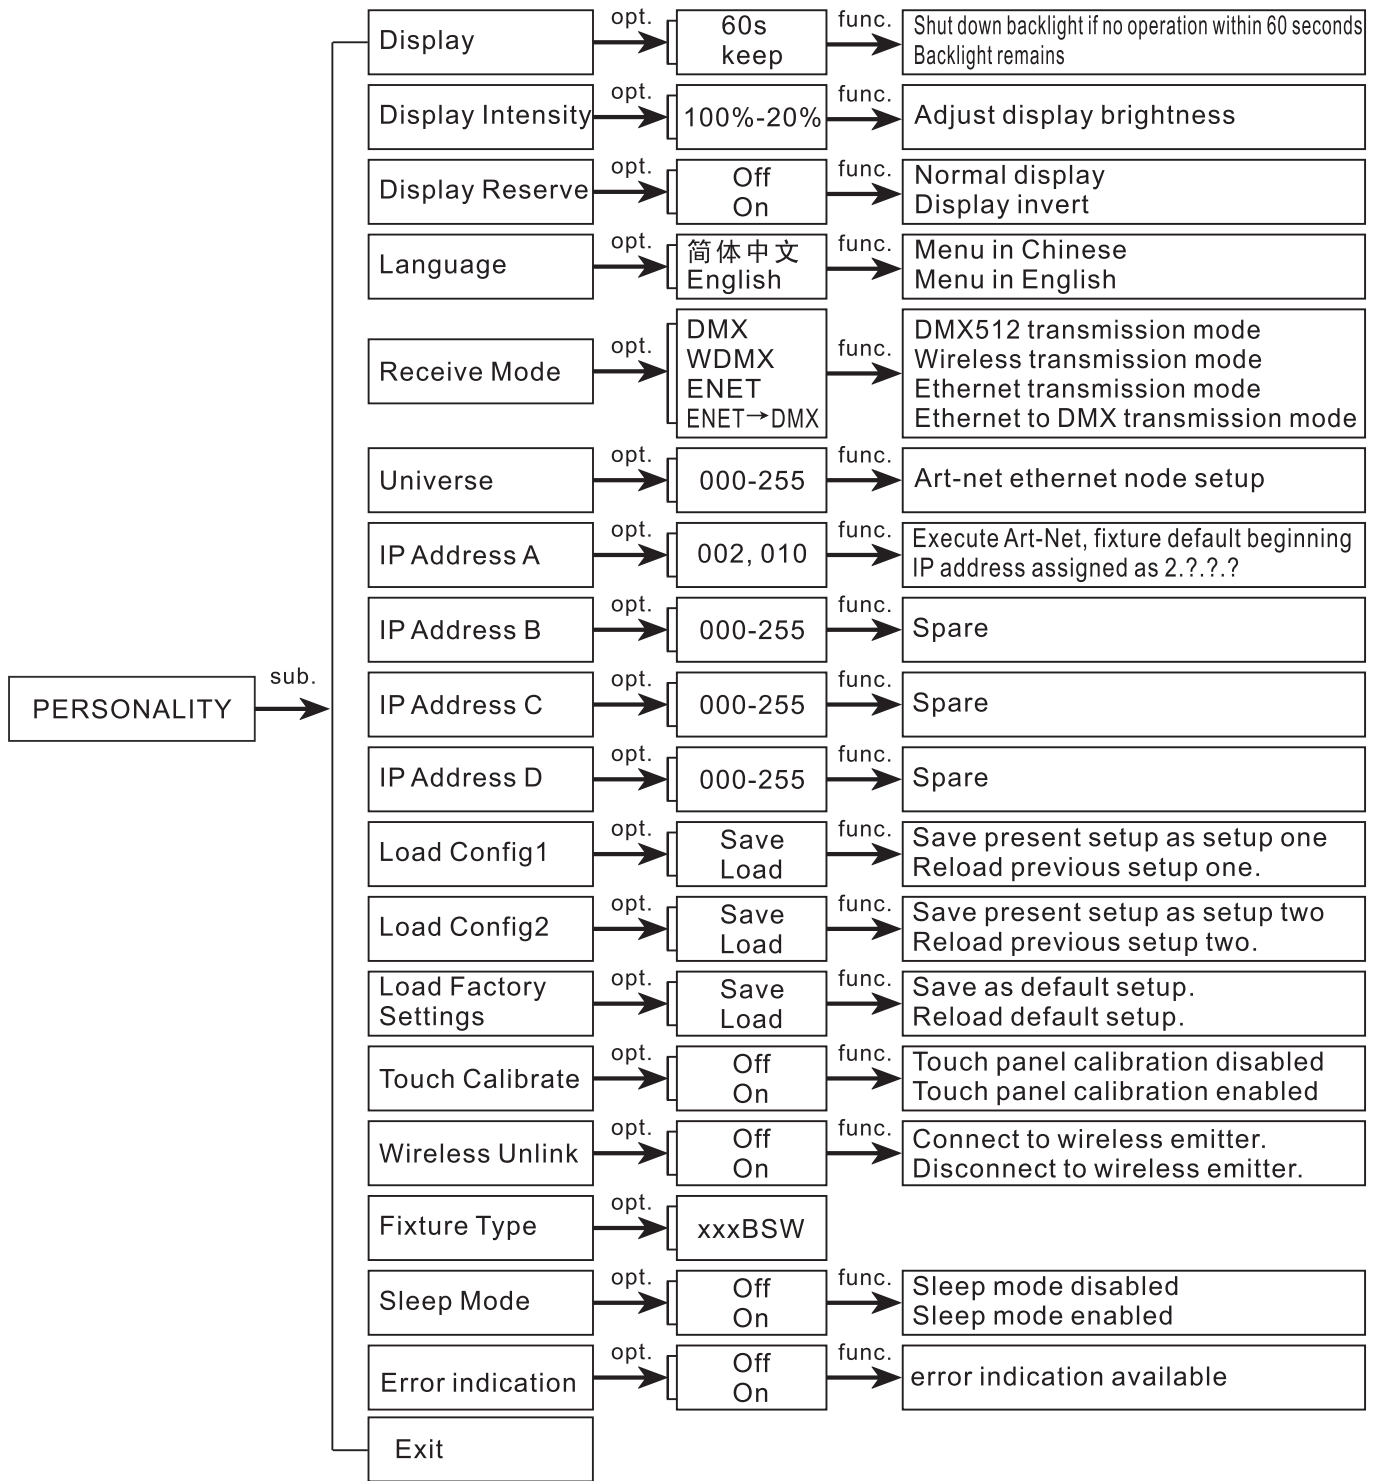 Display
opt.
60s
keep
func.
Shut down backlight if no operation within 60 seconds
Backlight remains
Display Intensity
opt.
100%-20%
func.
Adjust display brightness
Display Reserve
opt.
Off
On
func.
Normal display
Display invert
Language
opt.
简体中文
English
func.
Menu in Chinese
Menu in English
Receive Mode
opt.
DMX
WDMX
ENET
ENET→DMX
func.
DMX512 transmission mode
Wireless transmission mode
Ethernet transmission mode
Ethernet to DMX transmission mode
Universe
opt.
000-255
func.
Art-net ethernet node setup
IP Address A
opt.
002, 010
func.
Execute Art-Net, fixture default beginning
IP address assigned as 2.?.?.?
IP Address B
opt.
000-255
func.
Spare
PERSONALITY
sub.
IP Address C
opt.
000-255
func.
Spare
IP Address D
opt.
000-255
func.
Spare
Load Config1
opt.
Save
Load
func.
Save present setup as setup one
Reload previous setup one.
Load Config2
opt.
Save
Load
func.
Save present setup as setup two
Reload previous setup two.
Load Factory
Settings
opt.
Save
Load
func.
Save as default setup.
Reload default setup.
Touch Calibrate
opt.
Off
On
func.
Touch panel calibration disabled
Touch panel calibration enabled
Wireless Unlink
opt.
Off
On
func.
Connect to wireless emitter.
Disconnect to wireless emitter.
Fixture Type
opt.
xxxBSW
Sleep Mode
opt.
Off
On
func.
Sleep mode disabled
Sleep mode enabled
Error indication
opt.
Off
On
func.
error indication available
Exit